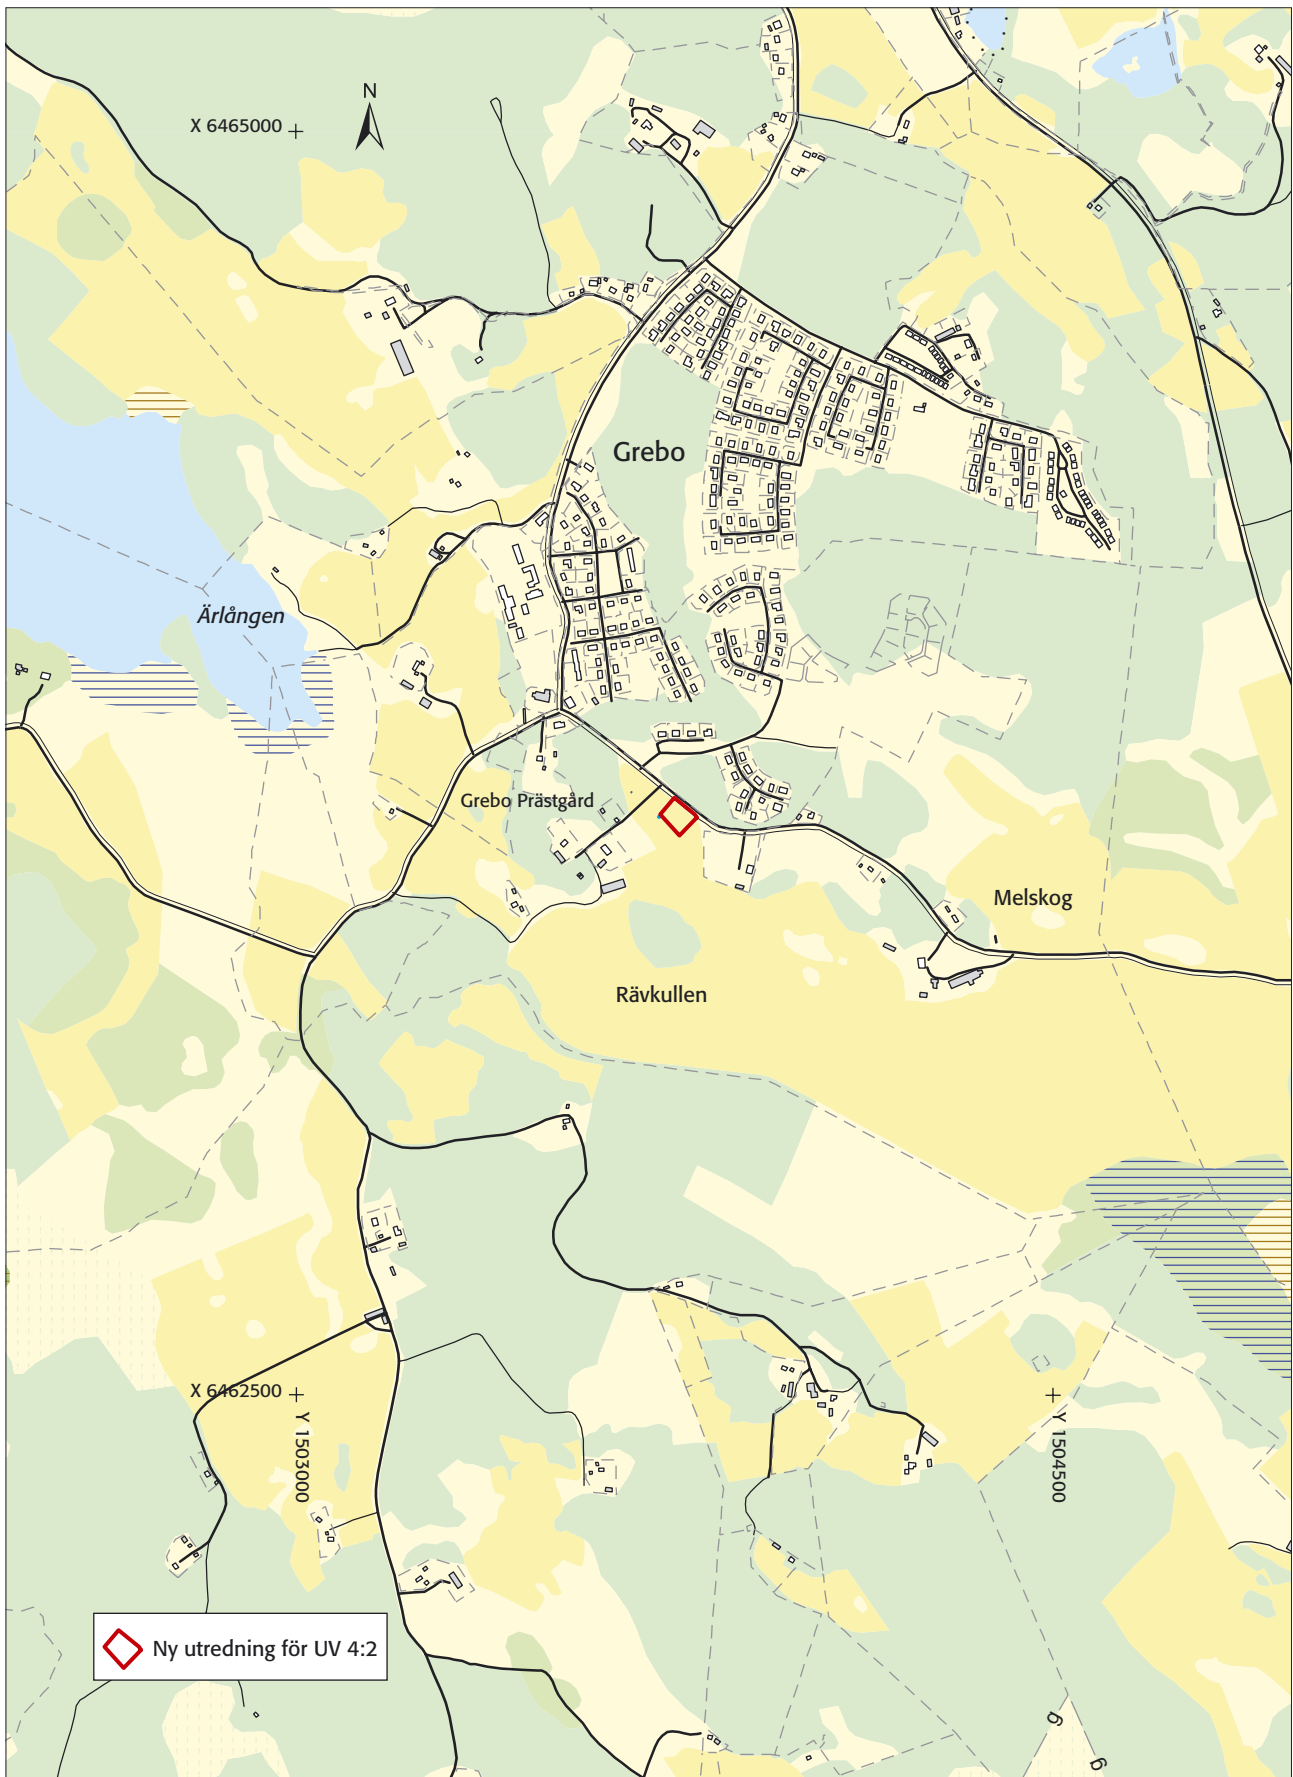 N
X 6465000
Grebo
Ärlången
Grebo Prästgård
Melskog
Rävkullen
X 6462500
Y 1503000
Y 1504500
Ny utredning för UV 4:2
g
g